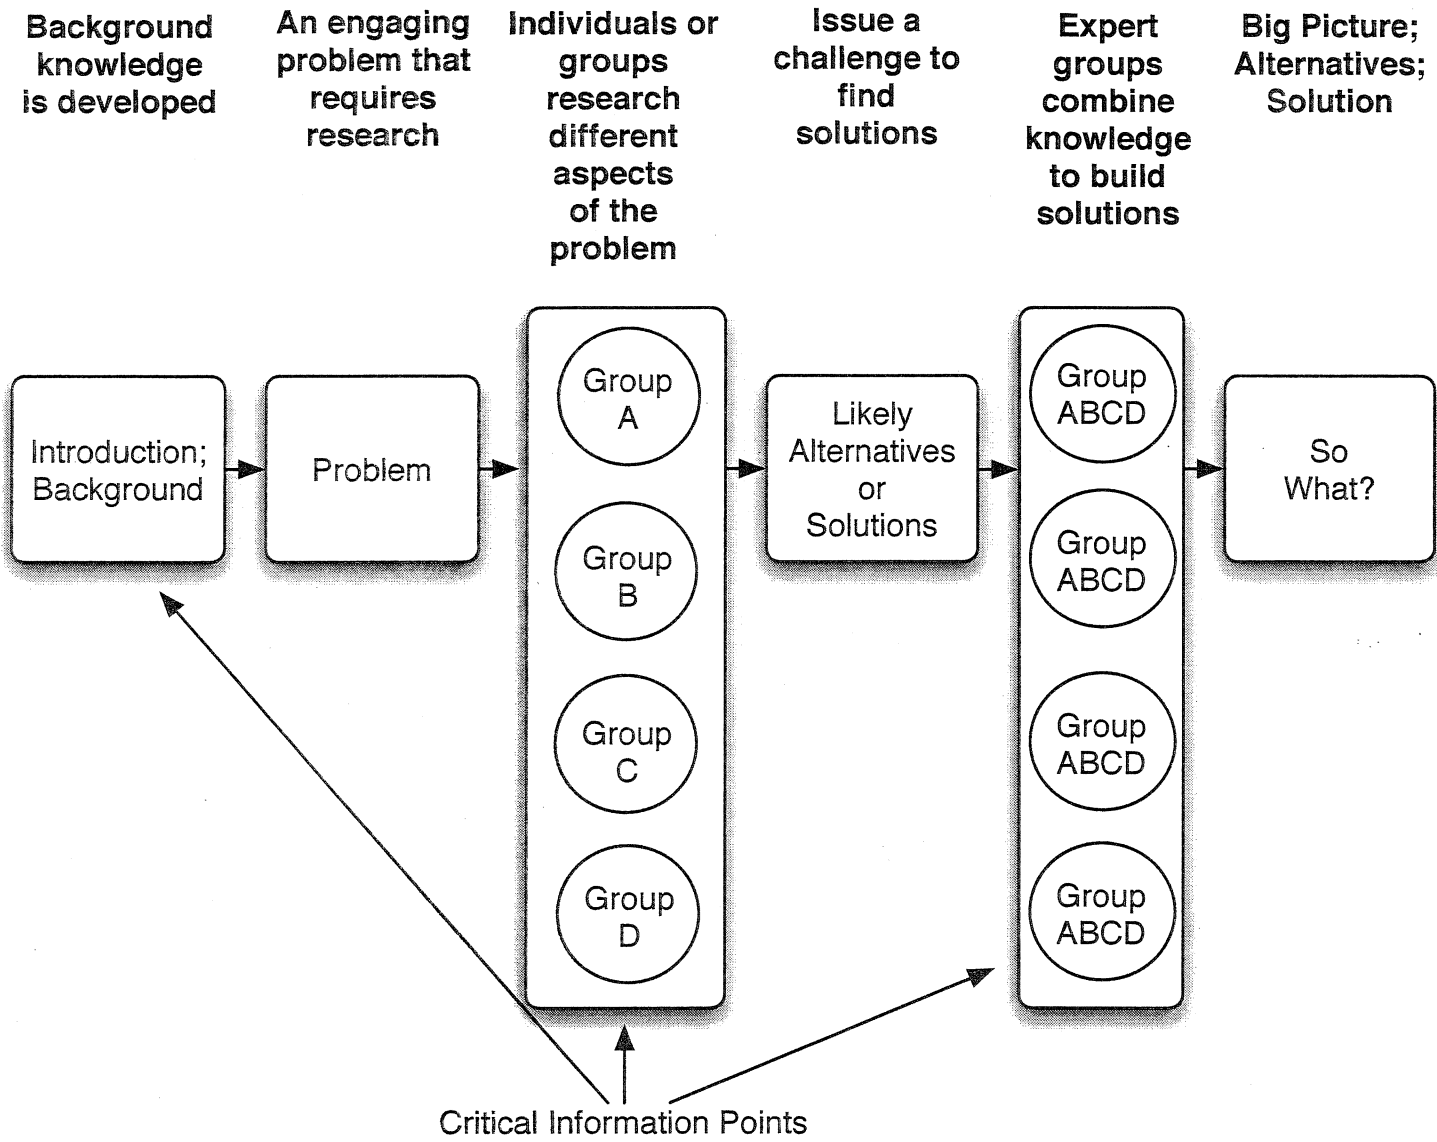 Background
knowledge
is developed
An engaging
problem that
requires
research
Individuals or
groups
research
different
aspects
of the
problem
Issue a
challenge to
find
solutions
Expert
groups
combine
knowledge
to build
solutions
Big Picture;
Alternatives;
Solution
Introduction;
Background
Problem
Group
A
Group
B
Group
C
Group
D
Likely
Alternatives
or
Solutions
Group
ABCD
Group
ABCD
Group
ABCD
Group
ABCD
So
What?
Critical Information Points